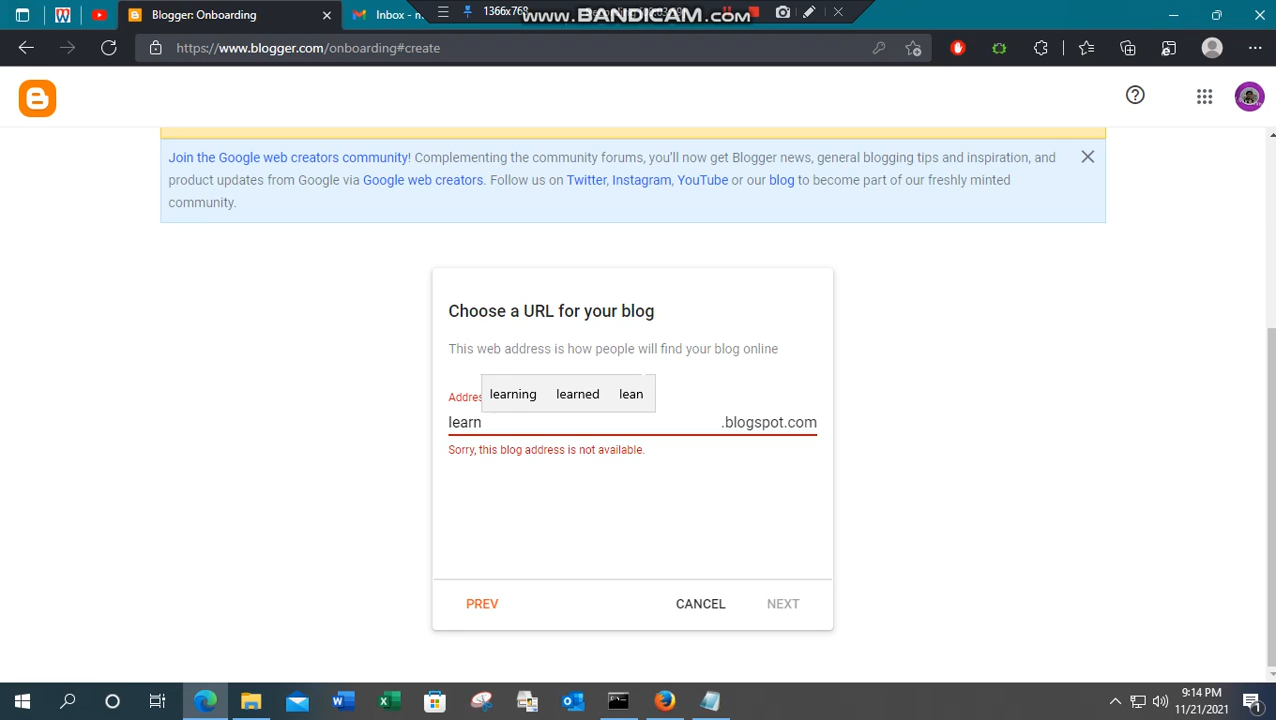 Blogger: Onboarding
Inbox - n
1366x768
www.BANDICAM.com
https://www.blogger.com/onboarding#create
Join the Google web creators community! Complementing the community forums, you'll now get Blogger news, general blogging tips and inspiration, and
product updates from Google via Google web creators. Follow us on Twitter, Instagram, YouTube or our blog to become part of our freshly minted
community.
Choose a URL for your blog
This web address is how people will find your blog online
learning learned lean
Addres
learn .blogspot.com
Sorry, this blog address is not available.
PREV CANCEL NEXT
9:14 PM
11/21/2021